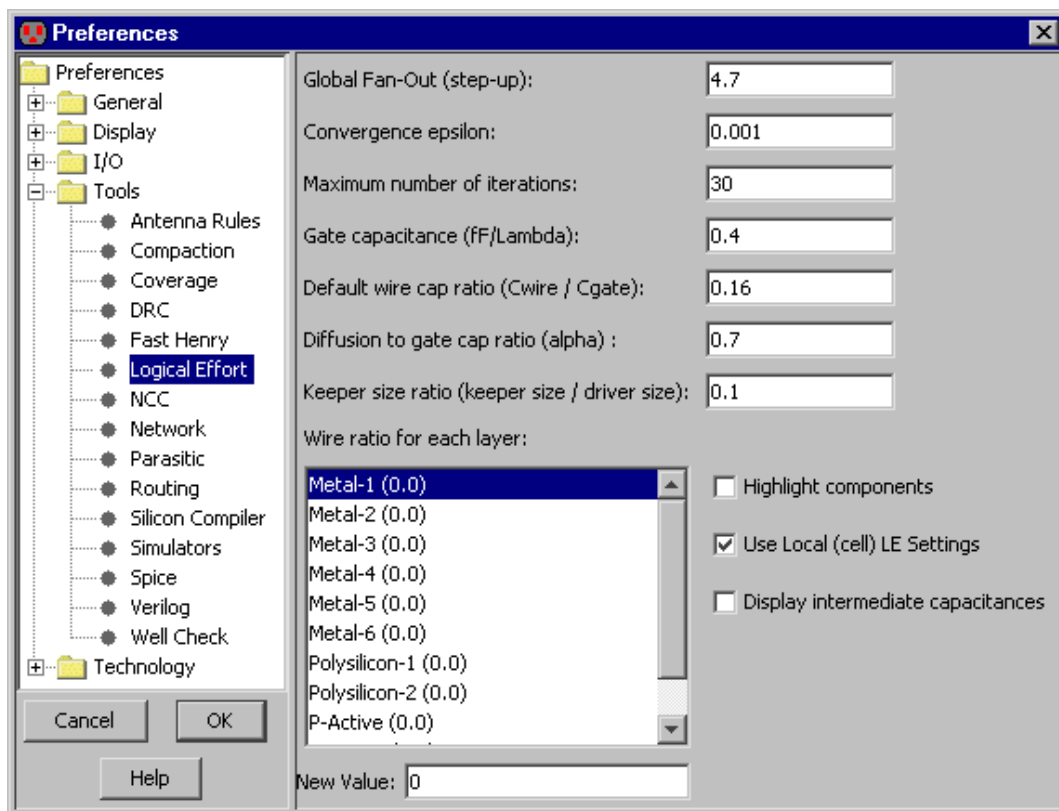 Preferences
Preferences
General
Display
I/O
Tools
Antenna Rules
Compaction
Coverage
DRC
Fast Henry
Logical Effort
NCC
Network
Parasitic
Routing
Silicon Compiler
Simulators
Spice
Verilog
Well Check
Technology
Cancel
OK
Help
Global Fan-Out (step-up): 4.7
Convergence epsilon: 0.001
Maximum number of iterations: 30
Gate capacitance (fF/Lambda): 0.4
Default wire cap ratio (Cwire / Cgate): 0.16
Diffusion to gate cap ratio (alpha) : 0.7
Keeper size ratio (keeper size / driver size): 0.1
Wire ratio for each layer:
Metal-1 (0.0)
Metal-2 (0.0)
Metal-3 (0.0)
Metal-4 (0.0)
Metal-5 (0.0)
Metal-6 (0.0)
Polysilicon-1 (0.0)
Polysilicon-2 (0.0)
P-Active (0.0)
Highlight components
Use Local (cell) LE Settings
Display intermediate capacitances
New Value: 0